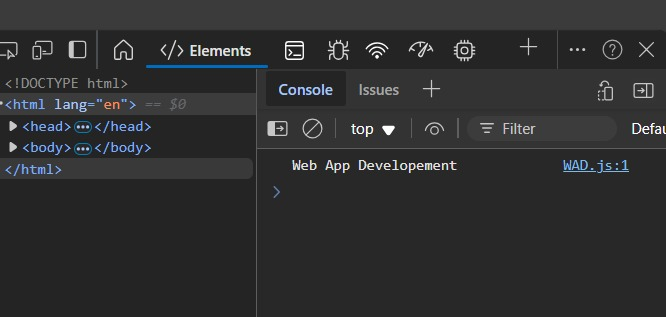 </> Elements
<!DOCTYPE html>
<html lang="en"> == $0
<head>…</head>
<body>…</body>
</html>
Console Issues
top Filter Defau
Web App Developement WAD.js:1